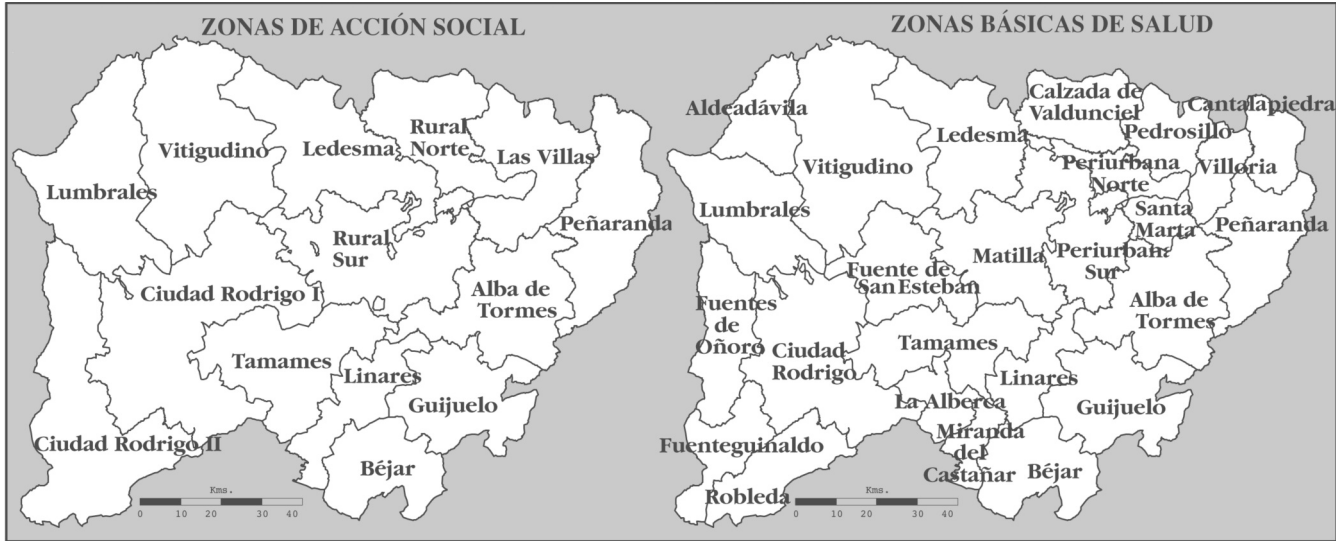 ZONAS DE ACCIÓN SOCIAL
Rural
Norte
Vitigudino
Ledesma
Las Villas
Lumbrales
Peñaranda
Rural
Sur
Ciudad Rodrigo I
Alba de
Tormes
Tamames
Linares
Guijuelo
Ciudad Rodrigo II
Béjar
Kms.
0 10 20 30 40
ZONAS BÁSICAS DE SALUD
Aldeadávila
Calzada de
Valdunciel
Cantalapiedra
Ledesma
Pedrosillo
Vitigudino
Periurbana
Norte
Villoria
Lumbrales
Santa
Marta
Peñaranda
Matilla
Periurbana
Sur
Fuente de
San Esteban
Fuentes
de
Oñoro
Alba de
Tormes
Ciudad
Rodrigo
Tamames
Linares
La Alberca
Guijuelo
Fuenteguinaldo
Miranda
del
Castañar
Béjar
Robleda
Kms.
0 10 20 30 40